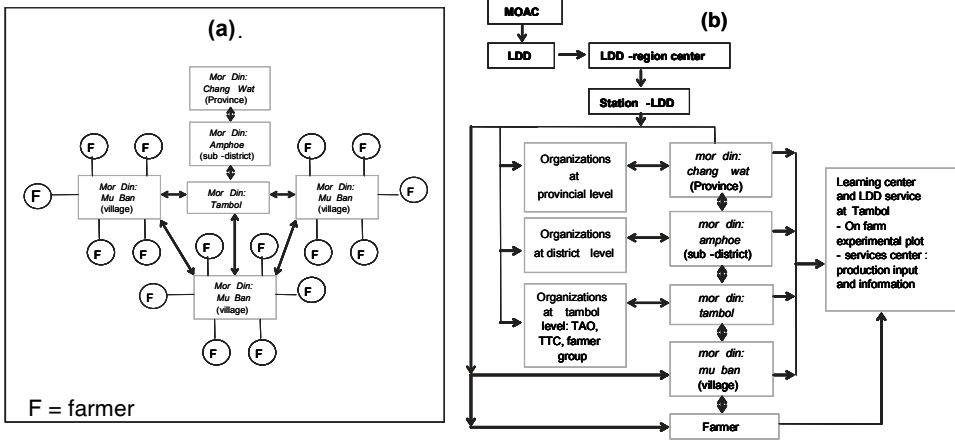 (a).
Mor Din:
Chang Wat
(Province)
Mor Din:
Amphoe
(sub -district)
F
F
F
F
F
F
Mor Din:
Mu Ban
(village)
Mor Din:
Tambol
Mor Din:
Mu Ban
(village)
F
F
F
F
F
F
Mor Din:
Mu Ban
(village)
F
F
F
F
F = farmer
(b)
MOAC
LDD
LDD -region center
Station -LDD
Organizations
at
provincial level
mor din:
chang wat
(Province)
Organizations
at district level
mor din:
amphoe
(sub -district)
Organizations
at tambol
level: TAO,
TTC, farmer
group
mor din:
tambol
mor din:
mu ban
(village)
Farmer
Learning center
and LDD service
at Tambol
- On farm
experimental plot
- services center :
production input
and information